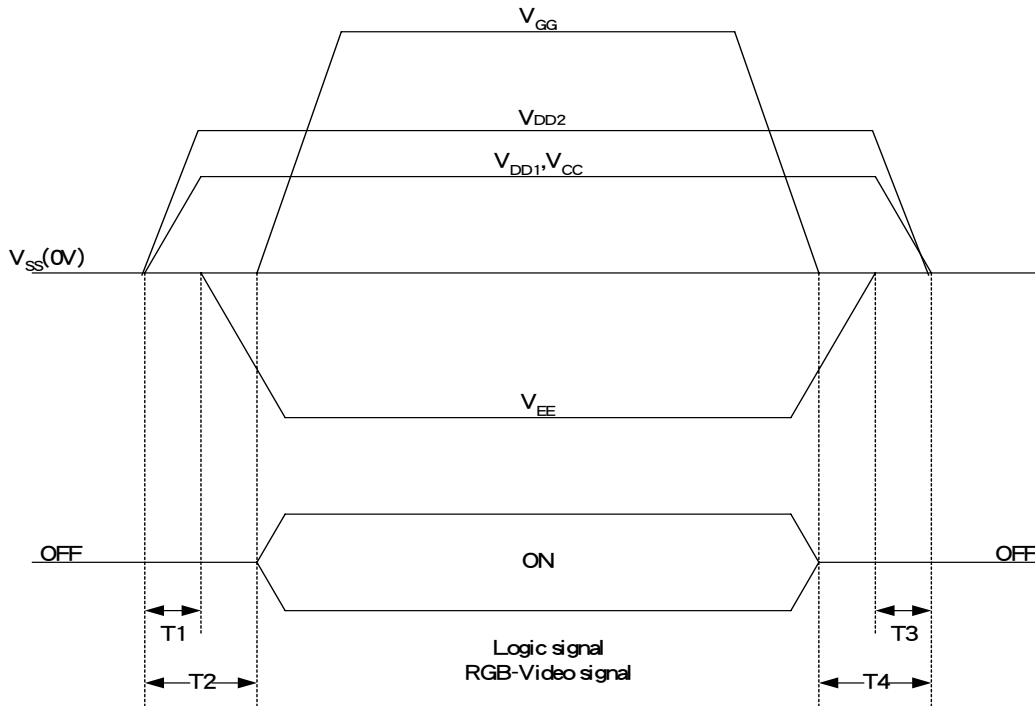 VGG
VDD2
VDD1,VCC
VSS(0V)
VEE
OFF
ON
OFF
T1
T3
Logic signal
RGB-Video signal
T2
T4